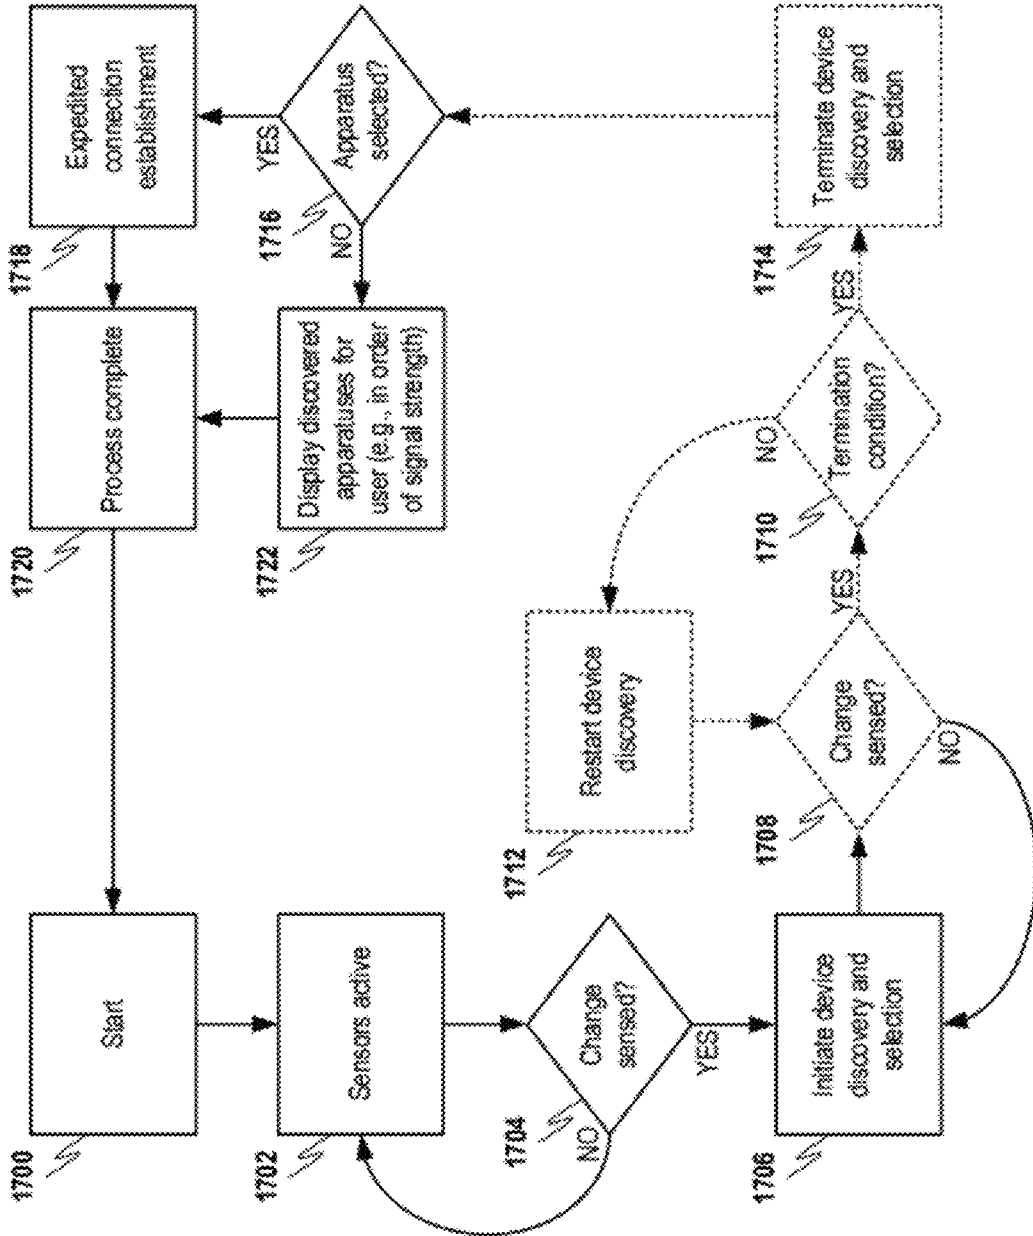 1700
Start
1702
Sensors active
1704
Change
sensed?
NO
YES
1706
Initiate device
discovery and
selection
1708
Change
sensed?
NO
YES
1712
Restart device
discovery
1710
Termination
condition?
NO
YES
1714
Terminate device
discovery and
selection
1716
Apparatus
selected?
NO
YES
1718
Expedited
connection
establishment
1722
Display discovered
apparatuses for
user (e.g., in order
of signal strength)
1720
Process complete